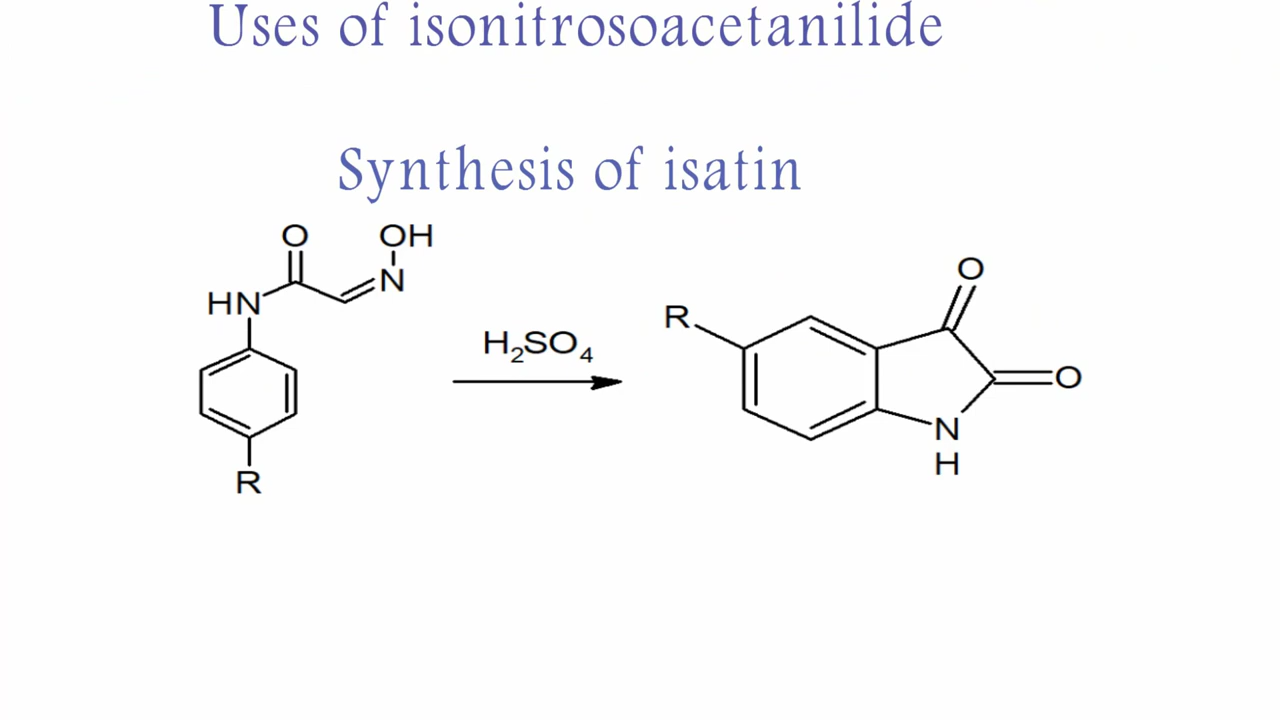 Uses of isonitrosoacetanilide
Synthesis of isatin
O
OH
N
HN
R
H₂SO₄
R
O
O
N
H